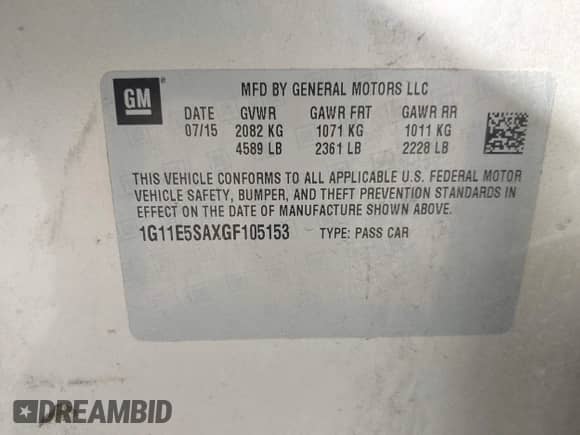 GM ®
MFD BY GENERAL MOTORS LLC
DATE GVWR GAWR FRT GAWR RR
07/15 2082 KG 1071 KG 1011 KG
4589 LB 2361 LB 2228 LB
THIS VEHICLE CONFORMS TO ALL APPLICABLE U.S. FEDERAL MOTOR
VEHICLE SAFETY, BUMPER, AND THEFT PREVENTION STANDARDS IN
EFFECT ON THE DATE OF MANUFACTURE SHOWN ABOVE.
1G11E5SAXGF105153 TYPE: PASS CAR
DREAMBID